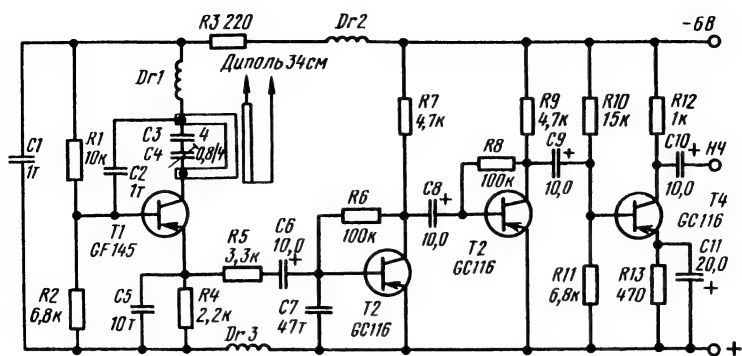 R3 220
Dr2
−6В
Dr1
Диполь 34см
C1
1т
R1
10к
C2
1т
C3
4
C4
0,8/4
R7
4,7к
R9
4,7к
R10
15к
R12
1к
R8
100к
C9
+
10,0
C10
+
10,0
НЧ
T1
GF145
R5
3,3к
C6
10,0
+
R6
100к
C8
+
10,0
T2
GC116
T4
GC116
R2
6,8к
C5
10т
R4
2,2к
C7
47т
T2
GC116
R11
6,8к
R13
470
C11
20,0
+
Dr3
+